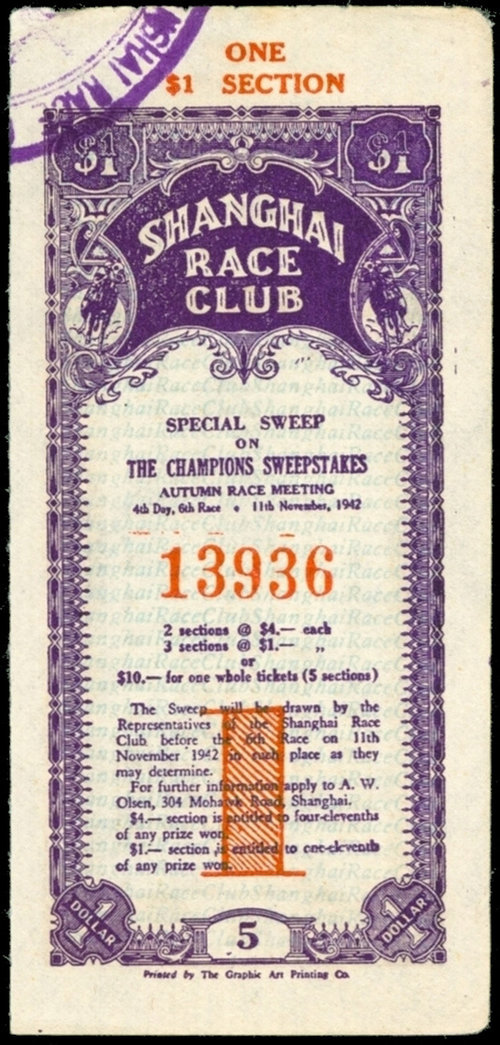 ONE
$1 SECTION
$1 $1
SHANGHAI
RACE
CLUB
SPECIAL SWEEP
ON
THE CHAMPIONS SWEEPSTAKES
AUTUMN RACE MEETING
4th Day, 6th Race • 11th November, 1942
13936
2 sections @ $4.— each
3 sections @ $1.— „
or
$10.— for one whole tickets (5 sections)
The Sweep will be drawn by the
Representatives of the Shanghai Race
Club before the 6th Race on 11th
November 1942 in such place as they
may determine.
For further information apply to A. W.
Olsen, 304 Mohawk Road, Shanghai.
$4.— section is entitled to four-elevenths
of any prize won.
$1.— section is entitled to one-elevenths
of any prize won.
1
1 DOLLAR
5
1 DOLLAR
Printed by The Graphic Art Printing Co.